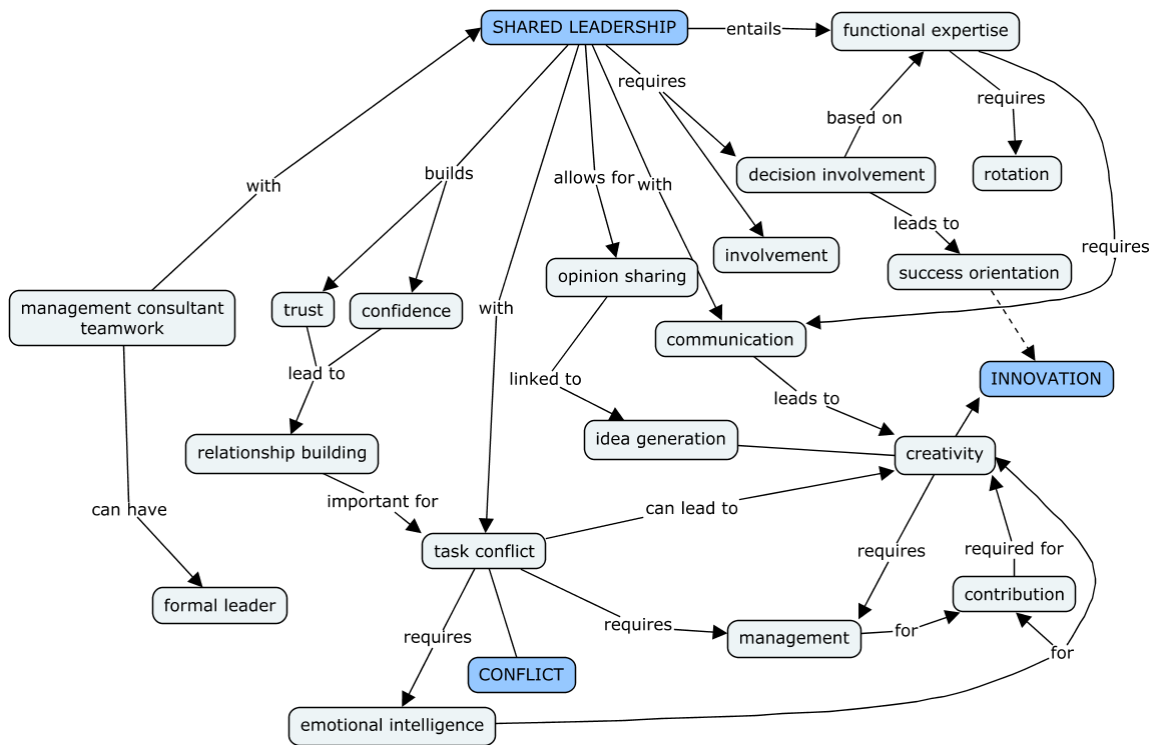 SHARED LEADERSHIP
entails
functional expertise
requires
requires
based on
with
builds
allows for
with
decision involvement
rotation
leads to
requires
involvement
opinion sharing
success orientation
management consultant
teamwork
trust
confidence
with
communication
lead to
linked to
leads to
INNOVATION
relationship building
idea generation
creativity
important for
can lead to
can have
task conflict
requires
required for
formal leader
contribution
requires
requires
management
for
for
CONFLICT
emotional intelligence